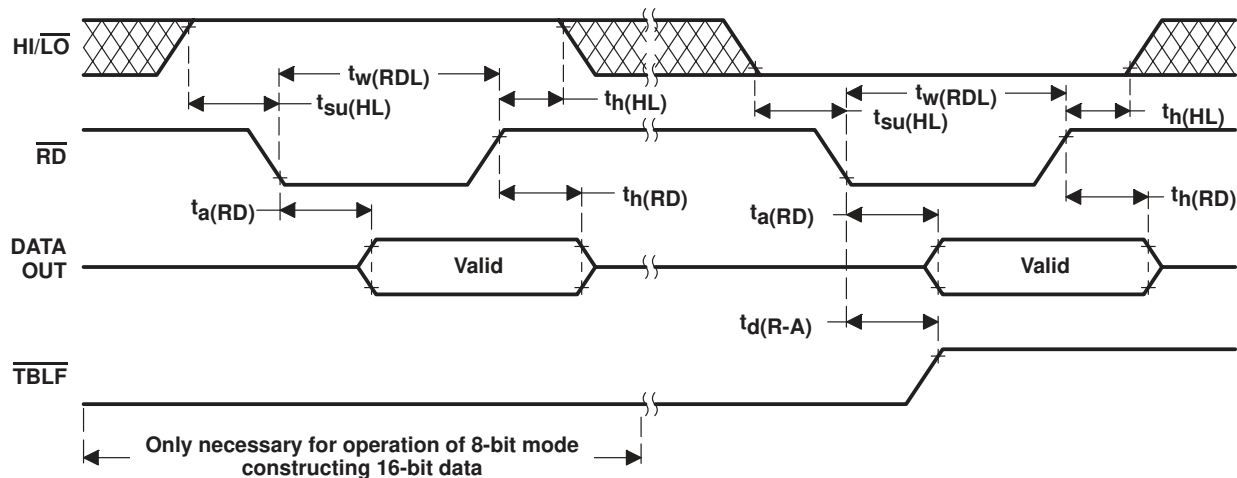 HI/LO
tw(RDL)
tsu(HL)
th(HL)
tw(RDL)
tsu(HL)
th(HL)
RD
ta(RD)
th(RD)
ta(RD)
th(RD)
DATA
OUT
Valid
Valid
td(R-A)
TBLF
Only necessary for operation of 8-bit mode
constructing 16-bit data